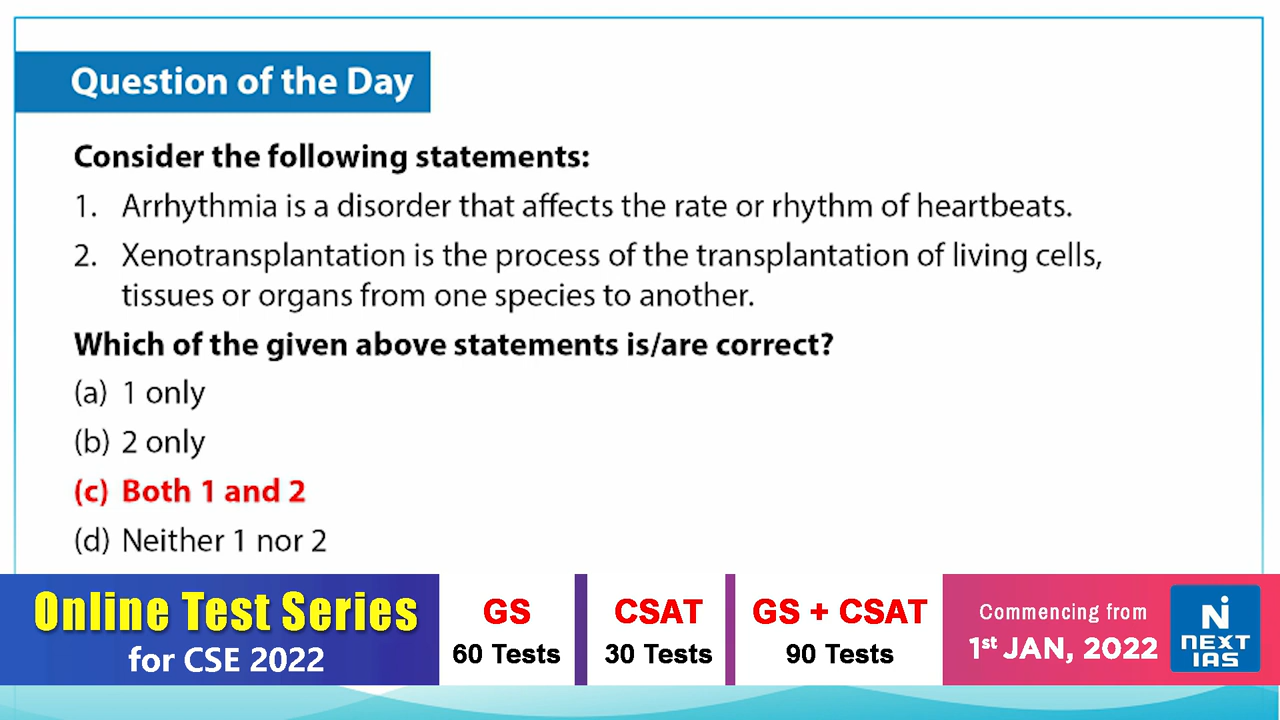 Question of the Day
Consider the following statements:
1. Arrhythmia is a disorder that affects the rate or rhythm of heartbeats.
2. Xenotransplantation is the process of the transplantation of living cells,
tissues or organs from one species to another.
Which of the given above statements is/are correct?
(a) 1 only
(b) 2 only
(c) Both 1 and 2
(d) Neither 1 nor 2
Online Test Series
for CSE 2022
GS
60 Tests
CSAT
30 Tests
GS + CSAT
90 Tests
Commencing from
1st JAN, 2022
NEXT
IAS